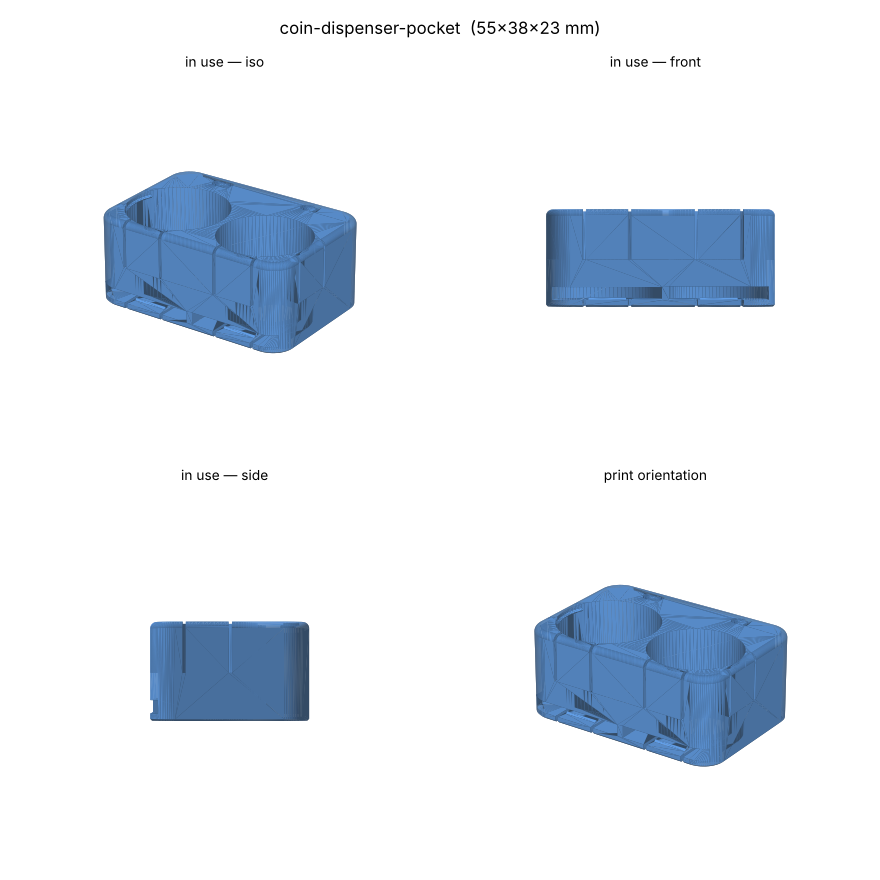 coin-dispenser-pocket (55×38×23 mm)
in use — iso
in use — front
in use — side
print orientation